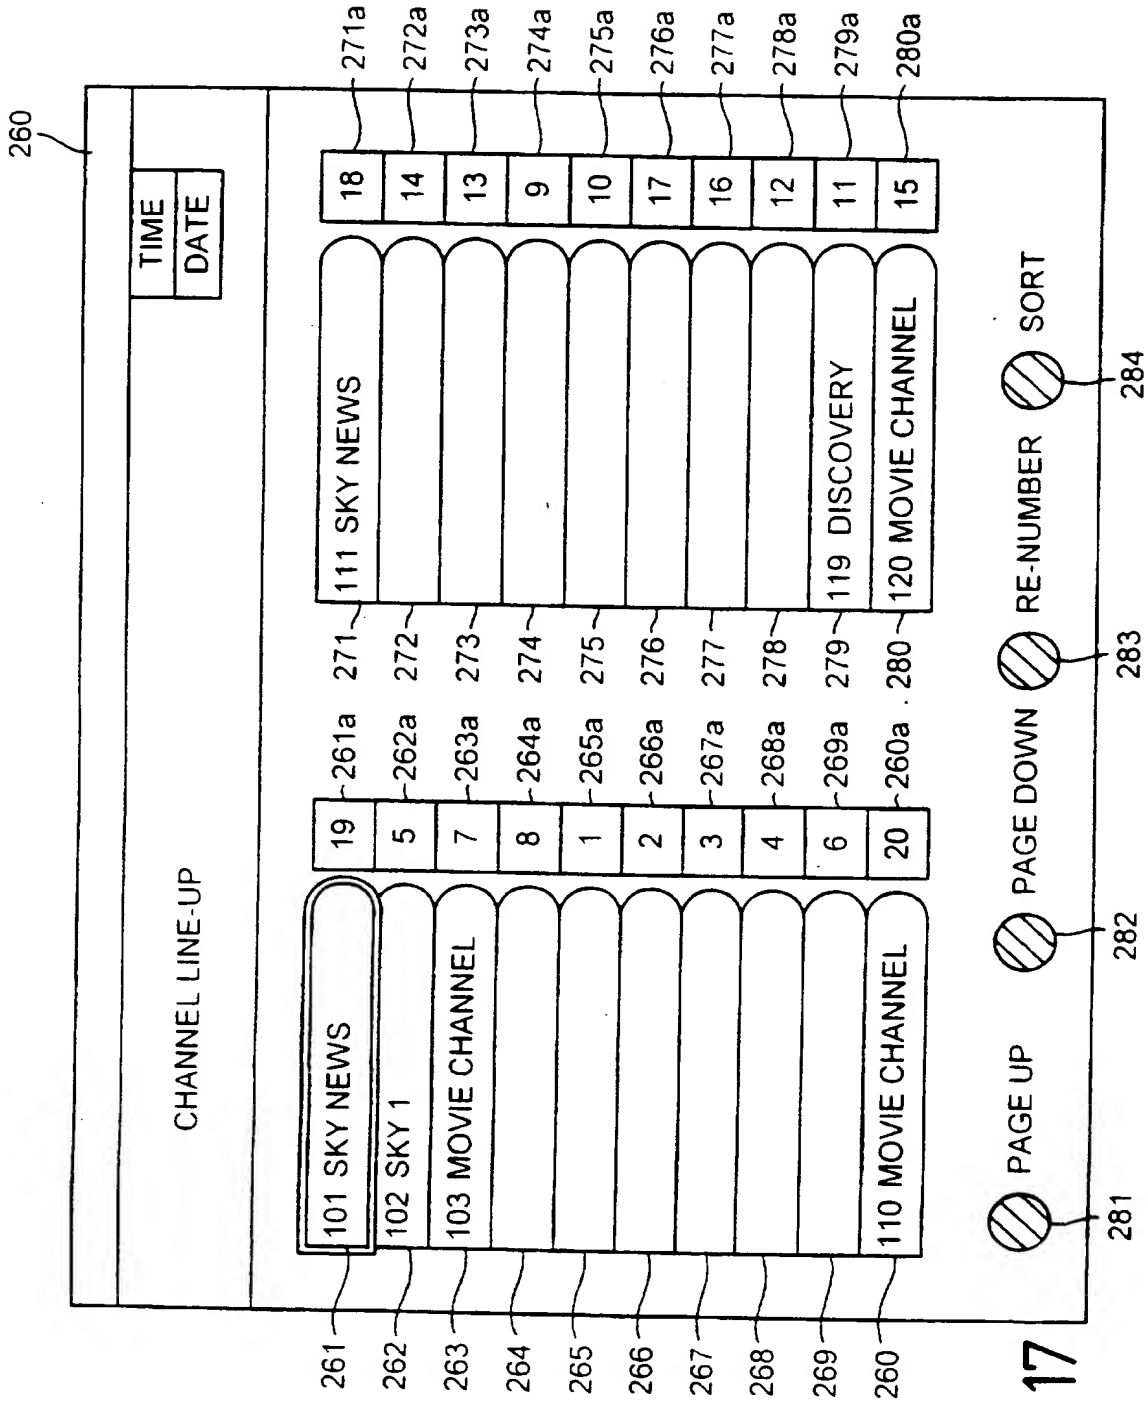 260
TIME
DATE
CHANNEL LINE-UP
261 101 SKY NEWS 19 261a
262 102 SKY 1 5 262a
263 103 MOVIE CHANNEL 7 263a
264 8 264a
265 1 265a
266 2 266a
267 3 267a
268 4 268a
269 6 269a
260 110 MOVIE CHANNEL 20 260a
271 111 SKY NEWS 18 271a
272 14 272a
273 13 273a
274 9 274a
275 10 275a
276 17 276a
277 16 277a
278 12 278a
279 119 DISCOVERY 11 279a
280 120 MOVIE CHANNEL 15 280a
PAGE UP PAGE DOWN RE-NUMBER SORT
281 282 283 284
17